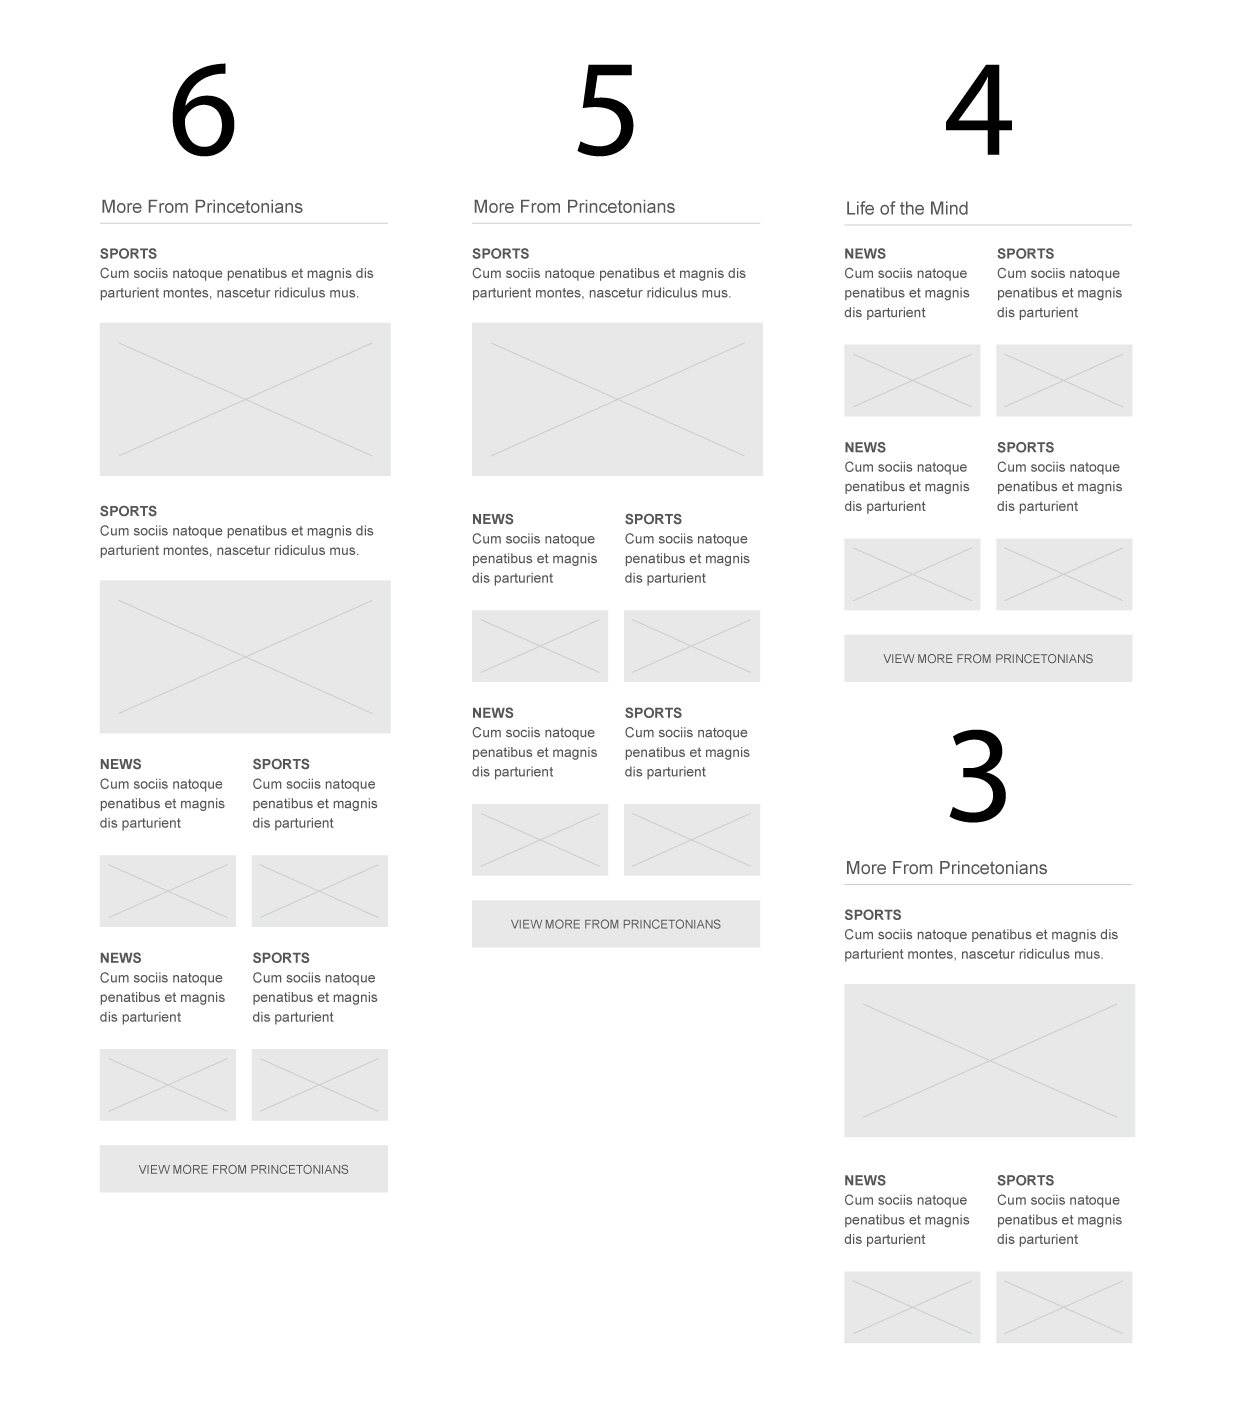 6
More From Princetonians
SPORTS
Cum sociis natoque penatibus et magnis dis
parturient montes, nascetur ridiculus mus.
SPORTS
Cum sociis natoque penatibus et magnis dis
parturient montes, nascetur ridiculus mus.
NEWS
Cum sociis natoque
penatibus et magnis
dis parturient
SPORTS
Cum sociis natoque
penatibus et magnis
dis parturient
NEWS
Cum sociis natoque
penatibus et magnis
dis parturient
SPORTS
Cum sociis natoque
penatibus et magnis
dis parturient
VIEW MORE FROM PRINCETONIANS
5
More From Princetonians
SPORTS
Cum sociis natoque penatibus et magnis dis
parturient montes, nascetur ridiculus mus.
NEWS
Cum sociis natoque
penatibus et magnis
dis parturient
SPORTS
Cum sociis natoque
penatibus et magnis
dis parturient
NEWS
Cum sociis natoque
penatibus et magnis
dis parturient
SPORTS
Cum sociis natoque
penatibus et magnis
dis parturient
VIEW MORE FROM PRINCETONIANS
4
Life of the Mind
NEWS
Cum sociis natoque
penatibus et magnis
dis parturient
SPORTS
Cum sociis natoque
penatibus et magnis
dis parturient
NEWS
Cum sociis natoque
penatibus et magnis
dis parturient
SPORTS
Cum sociis natoque
penatibus et magnis
dis parturient
VIEW MORE FROM PRINCETONIANS
3
More From Princetonians
SPORTS
Cum sociis natoque penatibus et magnis dis
parturient montes, nascetur ridiculus mus.
NEWS
Cum sociis natoque
penatibus et magnis
dis parturient
SPORTS
Cum sociis natoque
penatibus et magnis
dis parturient